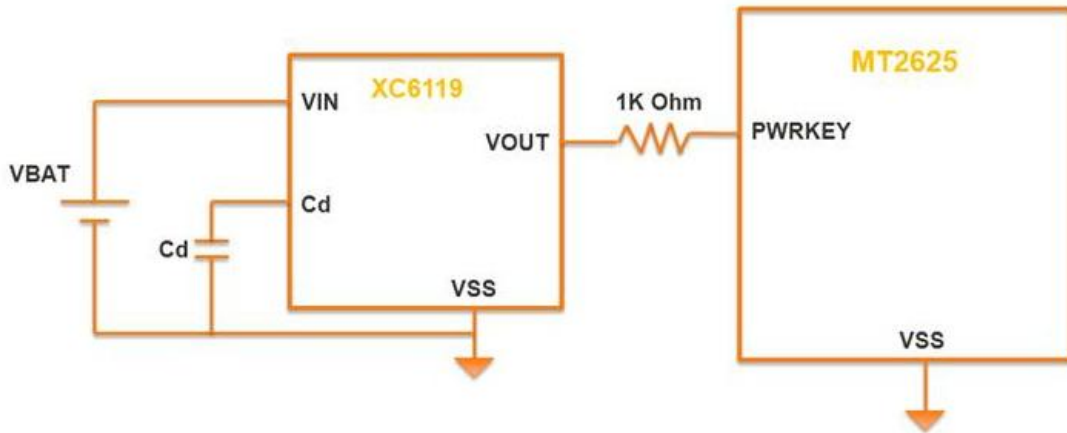 XC6119
MT2625
VIN
1K Ohm
VOUT
PWRKEY
VBAT
Cd
Cd
VSS
VSS